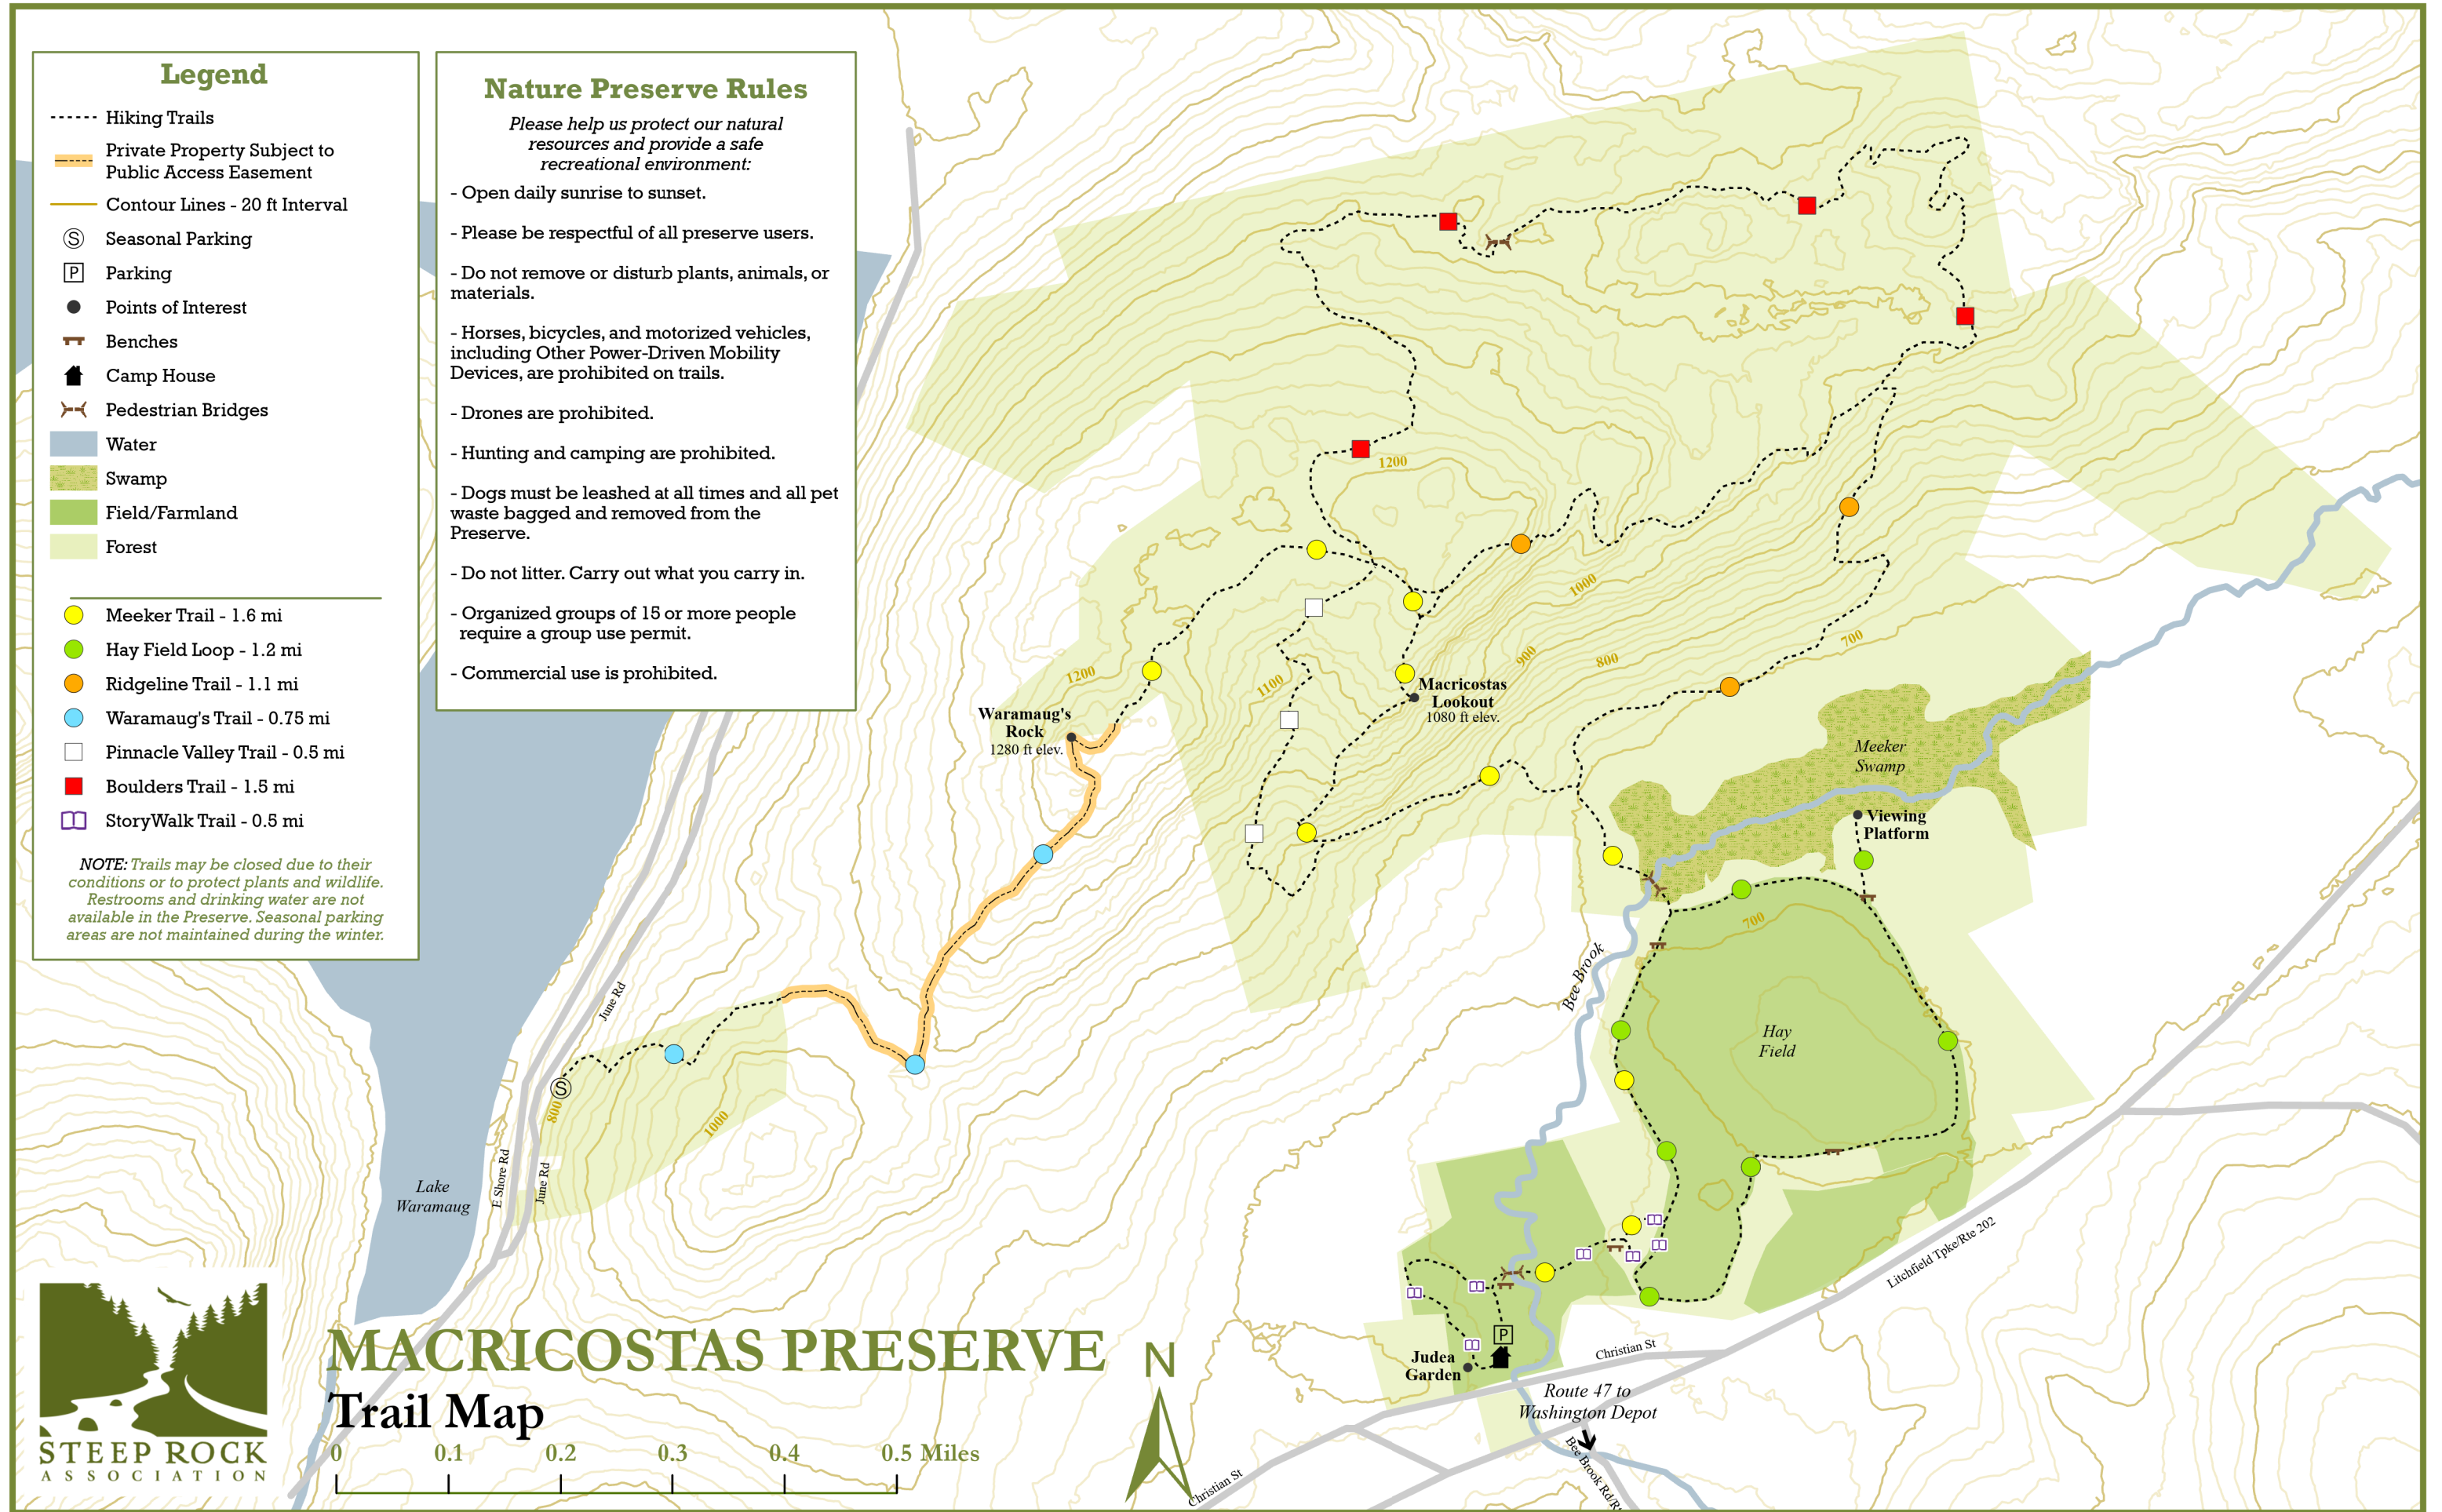 Legend
Hiking Trails
Private Property Subject to
Public Access Easement
Contour Lines - 20 ft Interval
S Seasonal Parking
P Parking
Points of Interest
Benches
Camp House
Pedestrian Bridges
Water
Swamp
Field/Farmland
Forest
Meeker Trail - 1.6 mi
Hay Field Loop - 1.2 mi
Ridgeline Trail - 1.1 mi
Waramaug's Trail - 0.75 mi
Pinnacle Valley Trail - 0.5 mi
Boulders Trail - 1.5 mi
StoryWalk Trail - 0.5 mi
NOTE: Trails may be closed due to their
conditions or to protect plants and wildlife.
Restrooms and drinking water are not
available in the Preserve. Seasonal parking
areas are not maintained during the winter.
Nature Preserve Rules
Please help us protect our natural
resources and provide a safe
recreational environment:
- Open daily sunrise to sunset.
- Please be respectful of all preserve users.
- Do not remove or disturb plants, animals, or
materials.
- Horses, bicycles, and motorized vehicles,
including Other Power-Driven Mobility
Devices, are prohibited on trails.
- Drones are prohibited.
- Hunting and camping are prohibited.
- Dogs must be leashed at all times and all pet
waste bagged and removed from the
Preserve.
- Do not litter. Carry out what you carry in.
- Organized groups of 15 or more people
require a group use permit.
- Commercial use is prohibited.
1200
1000
900
800
700
1200
1100
Macricostas
Lookout
1080 ft elev.
Waramaug's
Rock
1280 ft elev.
Meeker
Swamp
Viewing
Platform
700
Bee Brook
Hay
Field
June Rd
S
800
1000
E Shore Rd
June Rd
Lake
Waramaug
Litchfield Tpke/Rte 202
P
Judea
Garden
Christian St
Route 47 to
Washington Depot
Christian St
Bee Brook Rd/R
STEEP ROCK
ASSOCIATION
MACRICOSTAS PRESERVE
Trail Map
0 0.1 0.2 0.3 0.4 0.5 Miles
N